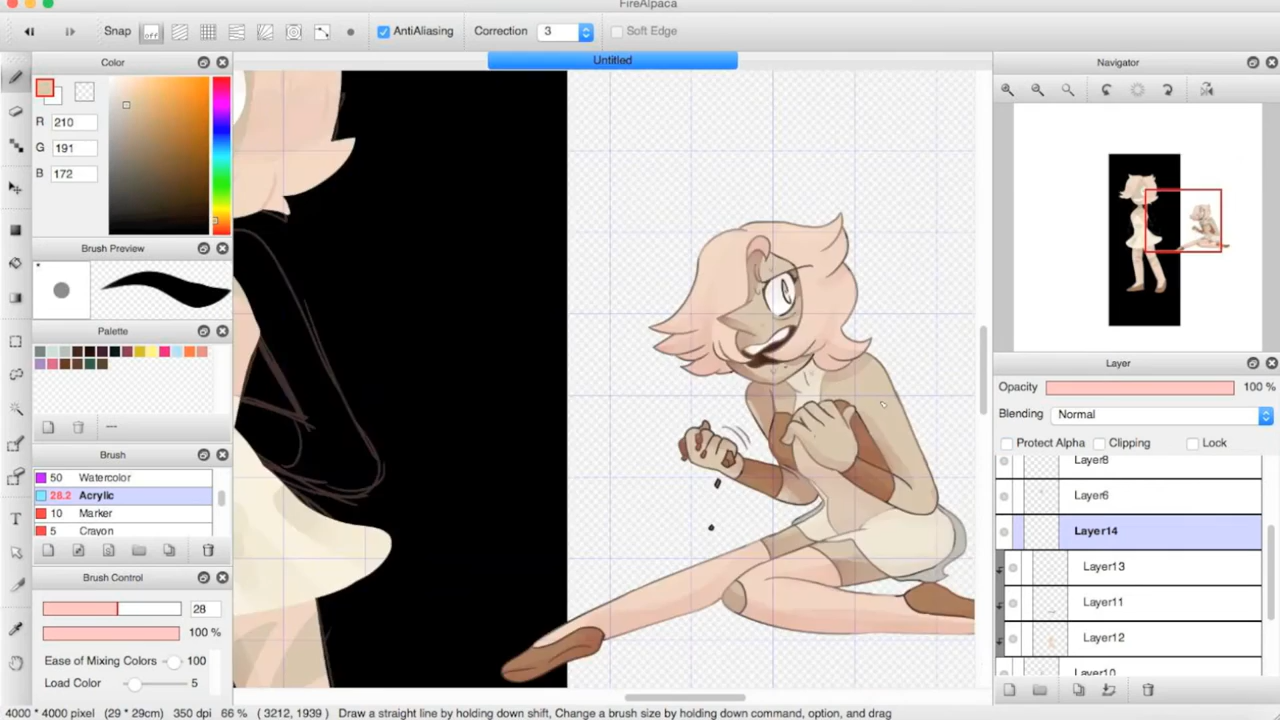 FireAlpaca
Snap off AntiAliasing Correction 3 Soft Edge
Color
Untitled
Navigator
R 210
G 191
B 172
Brush Preview
Palette
Brush
50 Watercolor
28.2 Acrylic
10 Marker
5 Crayon
Brush Control
28
100 %
Ease of Mixing Colors 100
Load Color 5
Layer
Opacity 100 %
Blending Normal
Protect Alpha Clipping Lock
Layer8
Layer6
Layer14
Layer13
Layer11
Layer12
Layer10
4000 * 4000 pixel (29 * 29cm) 350 dpi 66 % ( 3212, 1939 ) Draw a straight line by holding down shift, Change a brush size by holding down command, option, and drag